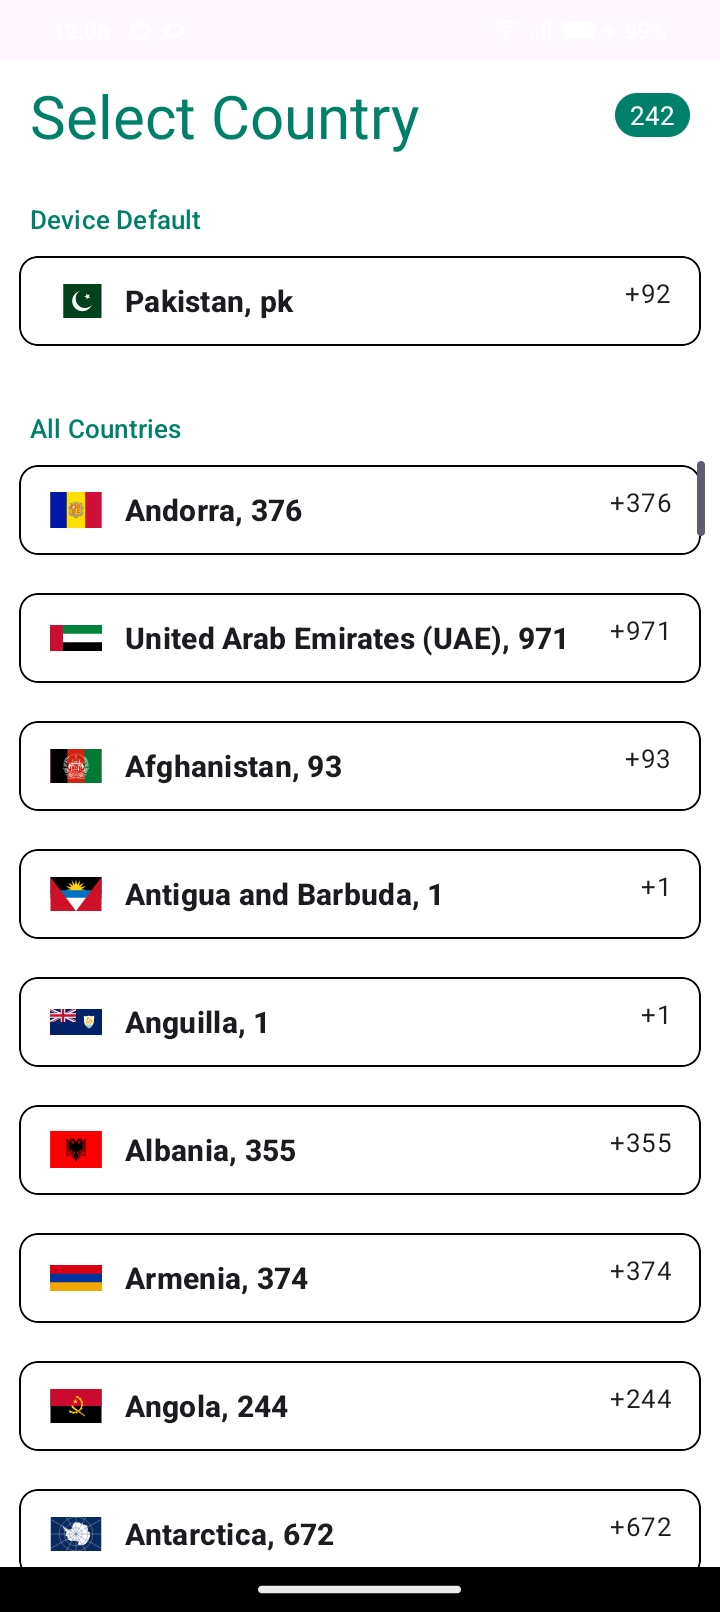 12:06
99%
Select Country
242
Device Default
Pakistan, pk
+92
All Countries
Andorra, 376
+376
United Arab Emirates (UAE), 971
+971
Afghanistan, 93
+93
Antigua and Barbuda, 1
+1
Anguilla, 1
+1
Albania, 355
+355
Armenia, 374
+374
Angola, 244
+244
Antarctica, 672
+672